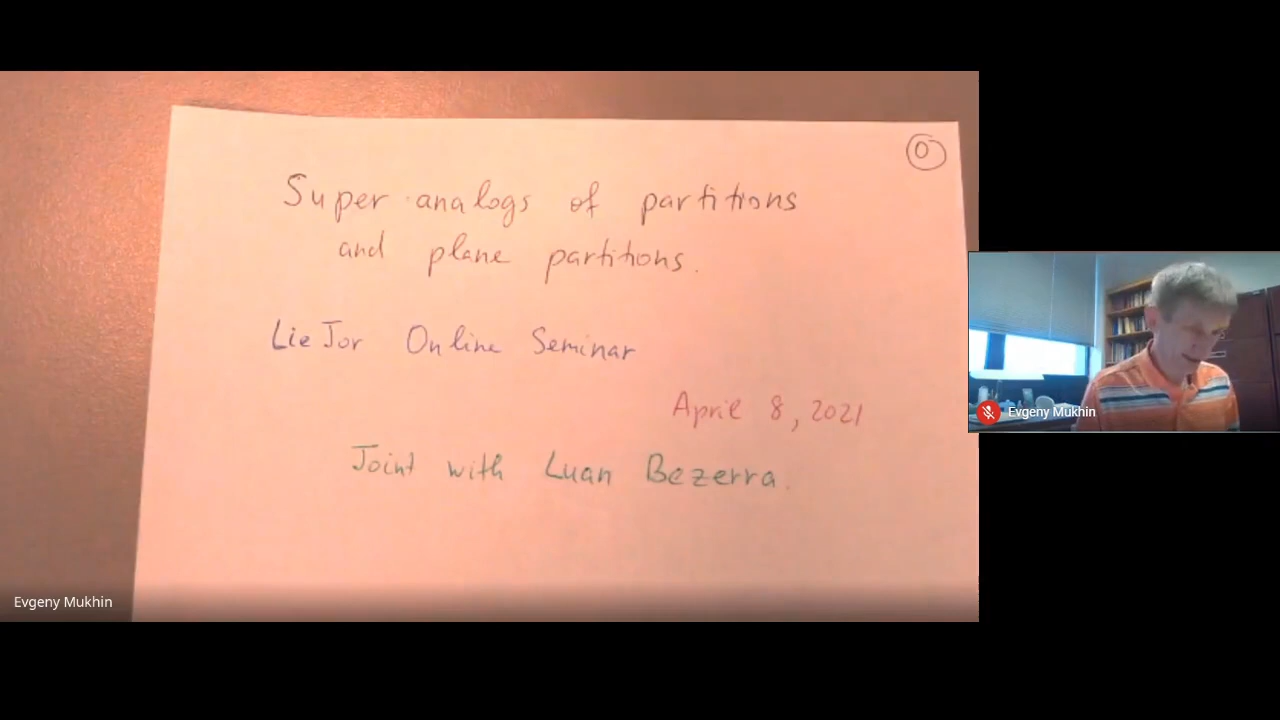 0
Super analogs of partitions
and plane partitions.
Lie Jor Online Seminar
April 8, 2021
Joint with Luan Bezerra.
Evgeny Mukhin
Evgeny Mukhin